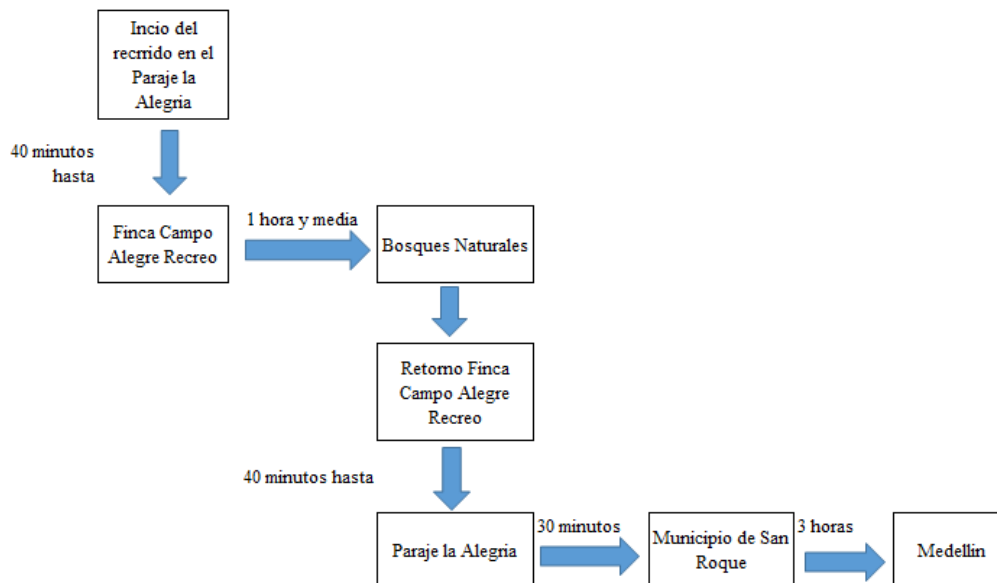 Incio del
recrrido en el
Paraje la
Alegria
40 minutos
hasta
Finca Campo
Alegre Recreo
1 hora y media
Bosques Naturales
Retorno Finca
Campo Alegre
Recreo
40 minutos hasta
Paraje la Alegria
30 minutos
Municipio de San
Roque
3 horas
Medellin